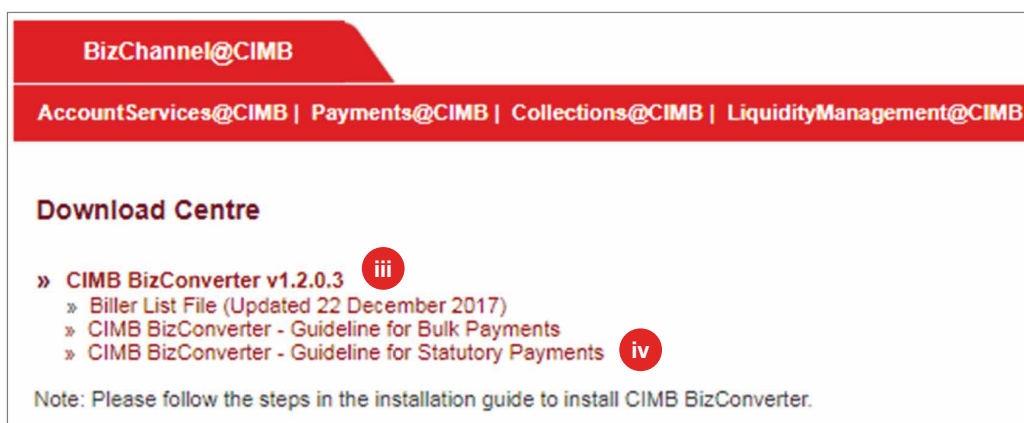 BizChannel@CIMB
AccountServices@CIMB | Payments@CIMB | Collections@CIMB | LiquidityManagement@CIMB
Download Centre
» CIMB BizConverter v1.2.0.3 iii
» Biller List File (Updated 22 December 2017)
» CIMB BizConverter - Guideline for Bulk Payments
» CIMB BizConverter - Guideline for Statutory Payments iv
Note: Please follow the steps in the installation guide to install CIMB BizConverter.